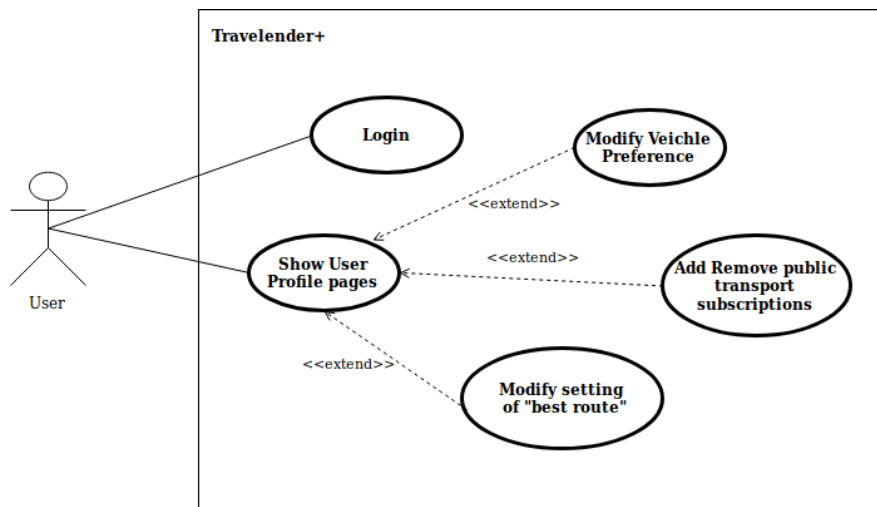 Travelender+
Login
Modify Veichle
Preference
<<extend>>
<<extend>>
Show User
Profile pages
Add Remove public
transport
subscriptions
User
<<extend>>
Modify setting
of "best route"